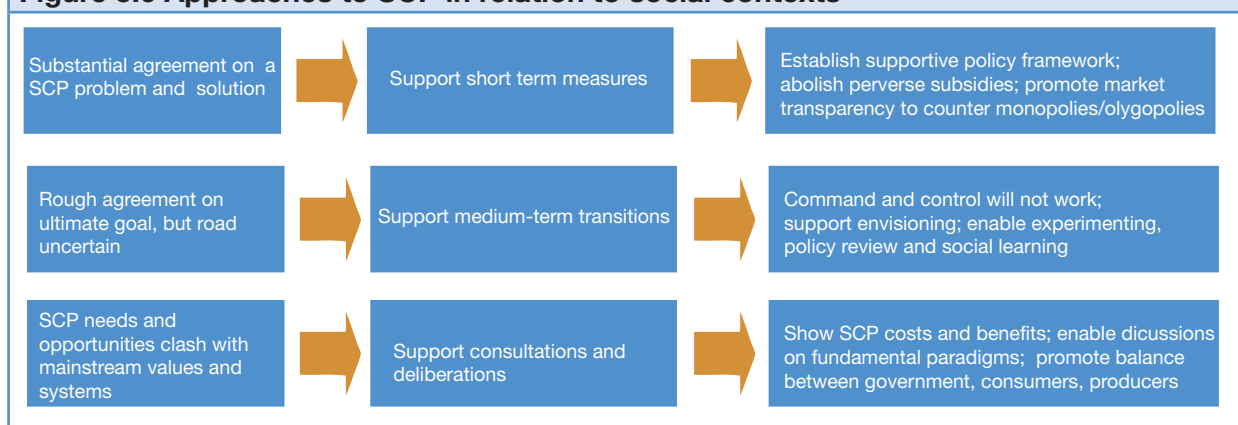 Substantial agreement on a
SCP problem and solution
Support short term measures
Establish supportive policy framework;
abolish perverse subsidies; promote market
transparency to counter monopolies/olygopolies
Rough agreement on
ultimate goal, but road
uncertain
Support medium-term transitions
Command and control will not work;
support envisioning; enable experimenting,
policy review and social learning
SCP needs and
opportunities clash with
mainstream values and
systems
Support consultations and
deliberations
Show SCP costs and benefits; enable dicussions
on fundamental paradigms; promote balance
between government, consumers, producers